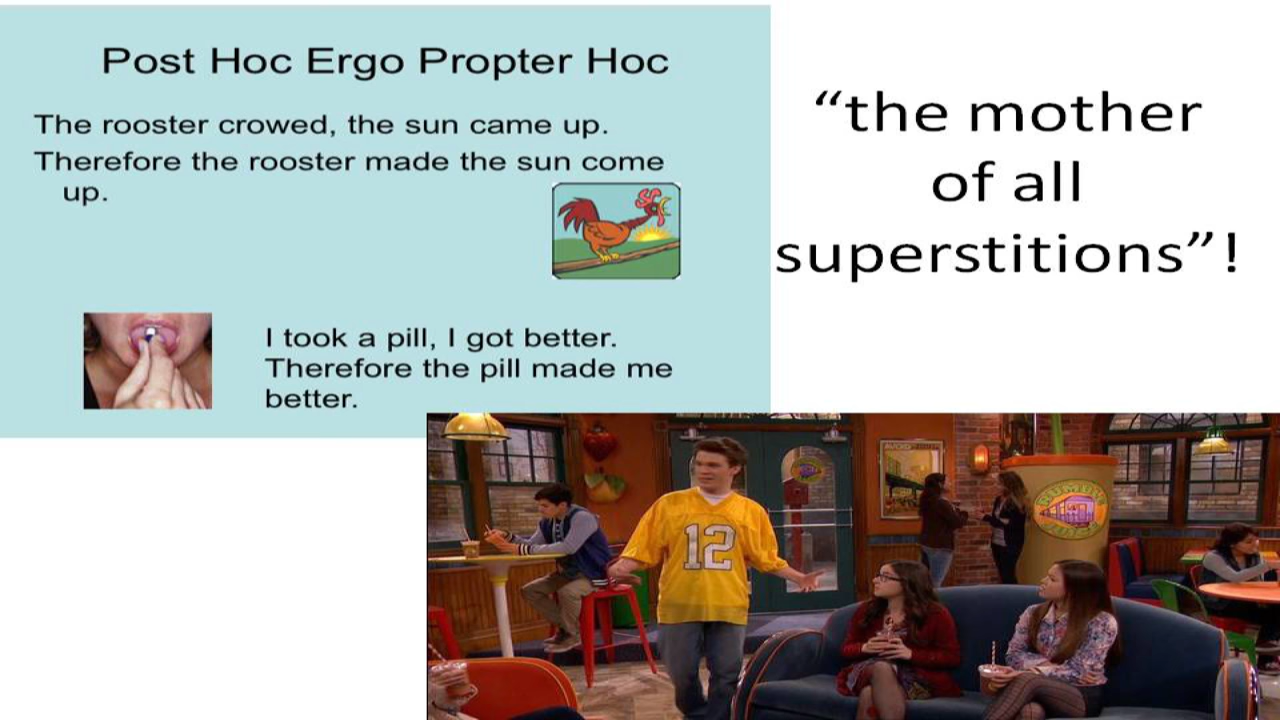 Post Hoc Ergo Propter Hoc
The rooster crowed, the sun came up.
Therefore the rooster made the sun come
up.
I took a pill, I got better.
Therefore the pill made me
better.
“the mother
of all
superstitions”!
12